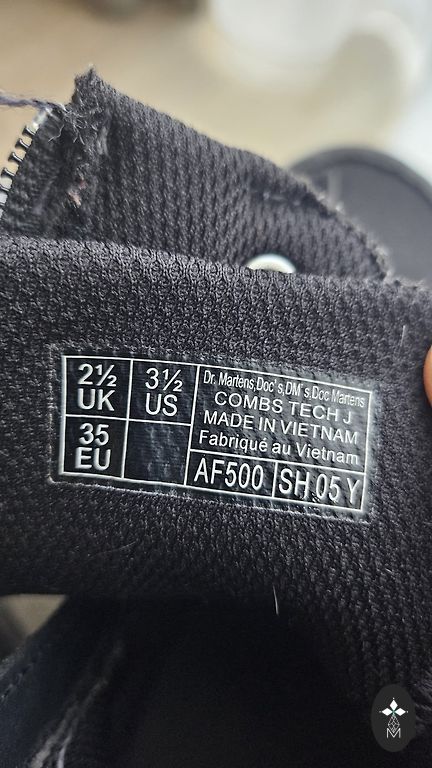 2½ UK
3½ US
35 EU
Dr. Martens,Doc's,DM's,Doc Martens
COMBS TECH J
MADE IN VIETNAM
Fabriqué au Vietnam
AF500
SH 05 Y
M